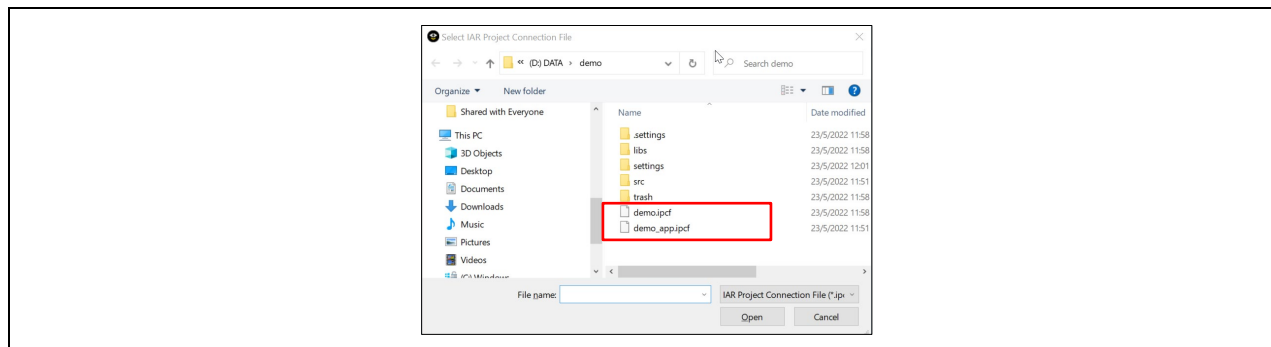 Select IAR Project Connection File
« (D:) DATA › demo
Search demo
Organize
New folder
Shared with Everyone
Name
Date modified
This PC
.settings
23/5/2022 11:58
3D Objects
libs
23/5/2022 11:58
Desktop
settings
23/5/2022 12:01
Documents
src
23/5/2022 11:51
Downloads
trash
23/5/2022 11:58
Music
demo.ipcf
23/5/2022 11:58
Pictures
demo_app.ipcf
23/5/2022 11:51
Videos
File name:
IAR Project Connection File (*.ip
Open
Cancel